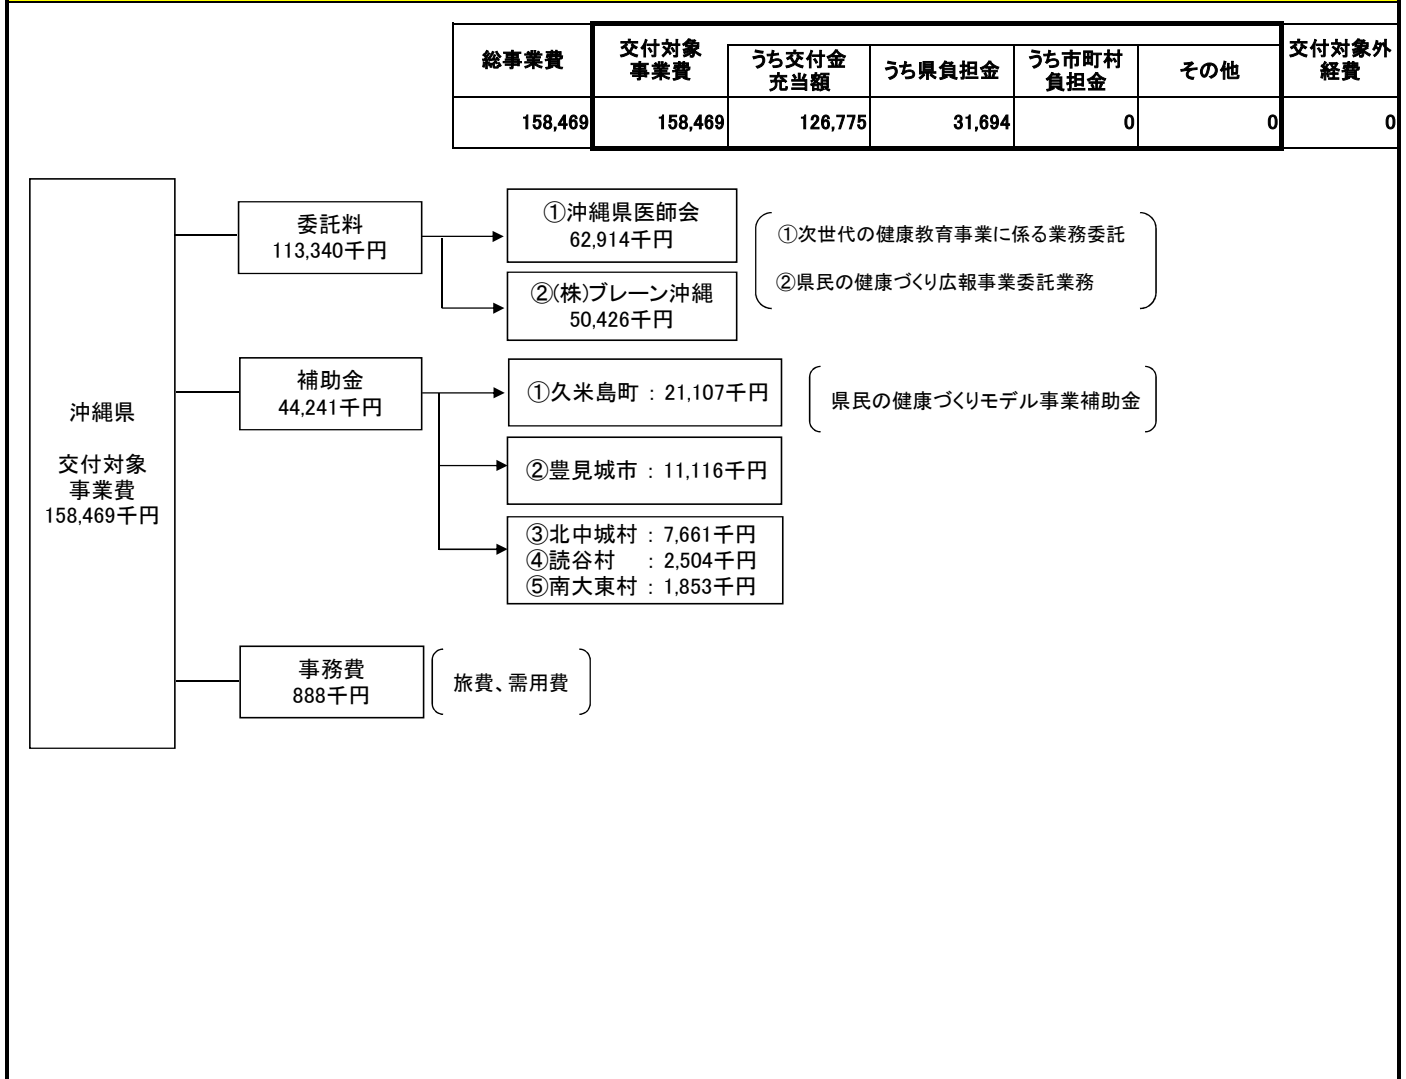 総事業費
交付対象
事業費
うち交付金
充当額
うち県負担金
うち市町村
負担金
その他
交付対象外
経費
158,469
158,469
126,775
31,694
0
0
0
沖縄県
交付対象
事業費
158,469千円
委託料
113,340千円
①沖縄県医師会
62,914千円
②(株)ブレーン沖縄
50,426千円
①次世代の健康教育事業に係る業務委託
②県民の健康づくり広報事業委託業務
補助金
44,241千円
①久米島町 : 21,107千円
②豊見城市 : 11,116千円
③北中城村 : 7,661千円
④読谷村 : 2,504千円
⑤南大東村 : 1,853千円
県民の健康づくりモデル事業補助金
事務費
888千円
旅費、需用費